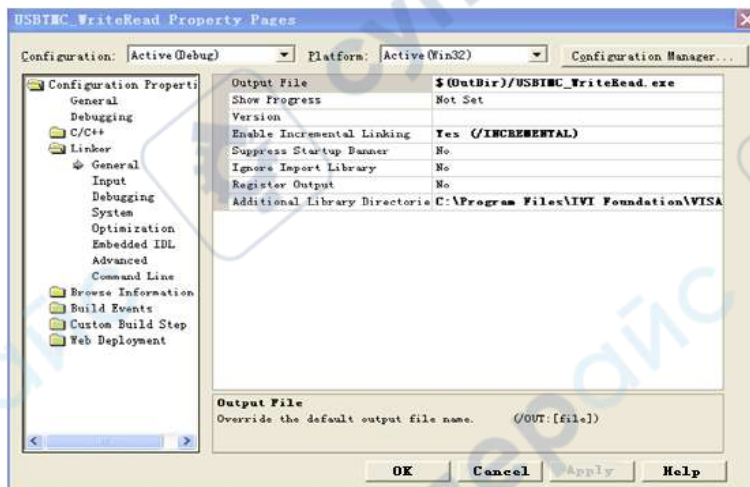 USBTMC_WriteRead Property Pages
Configuration: Active(Debug) Platform: Active(Win32) Configuration Manager...
Configuration Properti
General
Debugging
C/C++
Linker
General
Input
Debugging
System
Optimization
Embedded IDL
Advanced
Command Line
Browse Information
Build Events
Custom Build Step
Web Deployment
Output File $(OutDir)/USBTMC_WriteRead.exe
Show Progress Not Set
Version
Enable Incremental Linking Yes (/INCREMENTAL)
Suppress Startup Banner No
Ignore Import Library No
Register Output No
Additional Library Directorie C:\Program Files\IVI Foundation\VISA
Output File
Override the default output file name. (/OUT:[file])
OK Cancel Apply Help